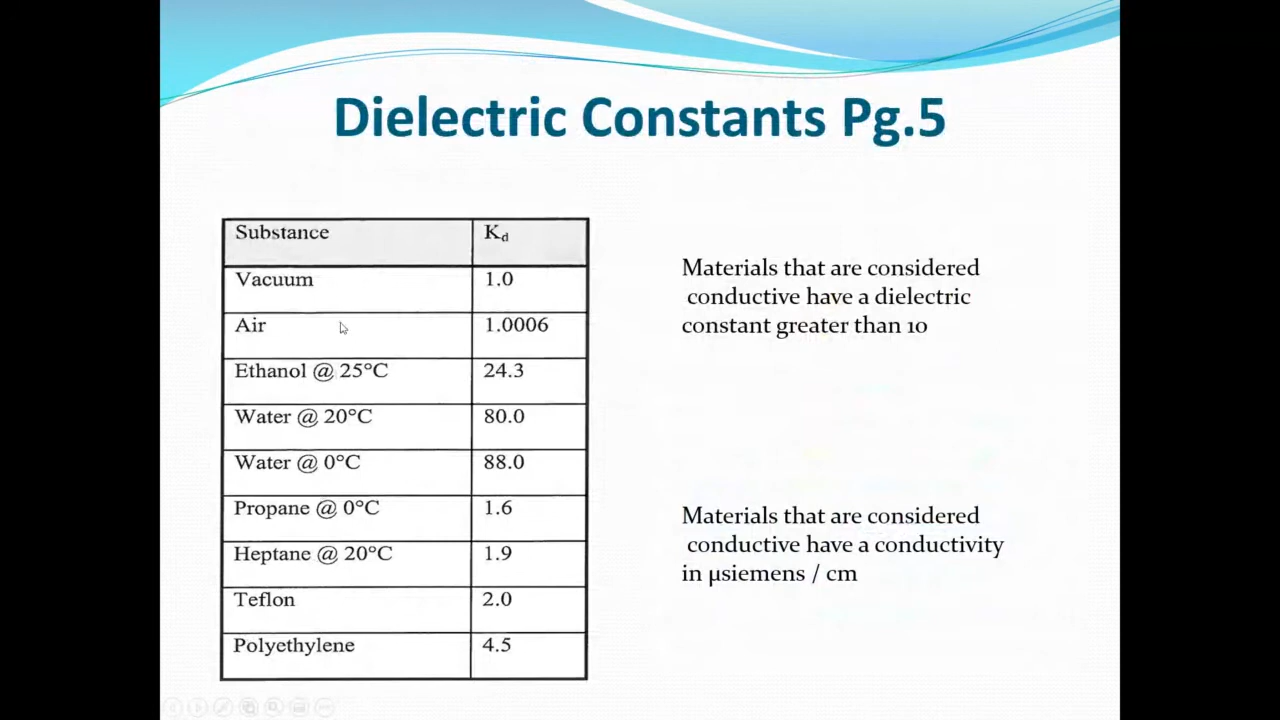 Dielectric Constants Pg.5
Substance Kd
Vacuum 1.0
Air 1.0006
Ethanol @ 25°C 24.3
Water @ 20°C 80.0
Water @ 0°C 88.0
Propane @ 0°C 1.6
Heptane @ 20°C 1.9
Teflon 2.0
Polyethylene 4.5
Materials that are considered
conductive have a dielectric
constant greater than 10
Materials that are considered
conductive have a conductivity
in µsiemens / cm